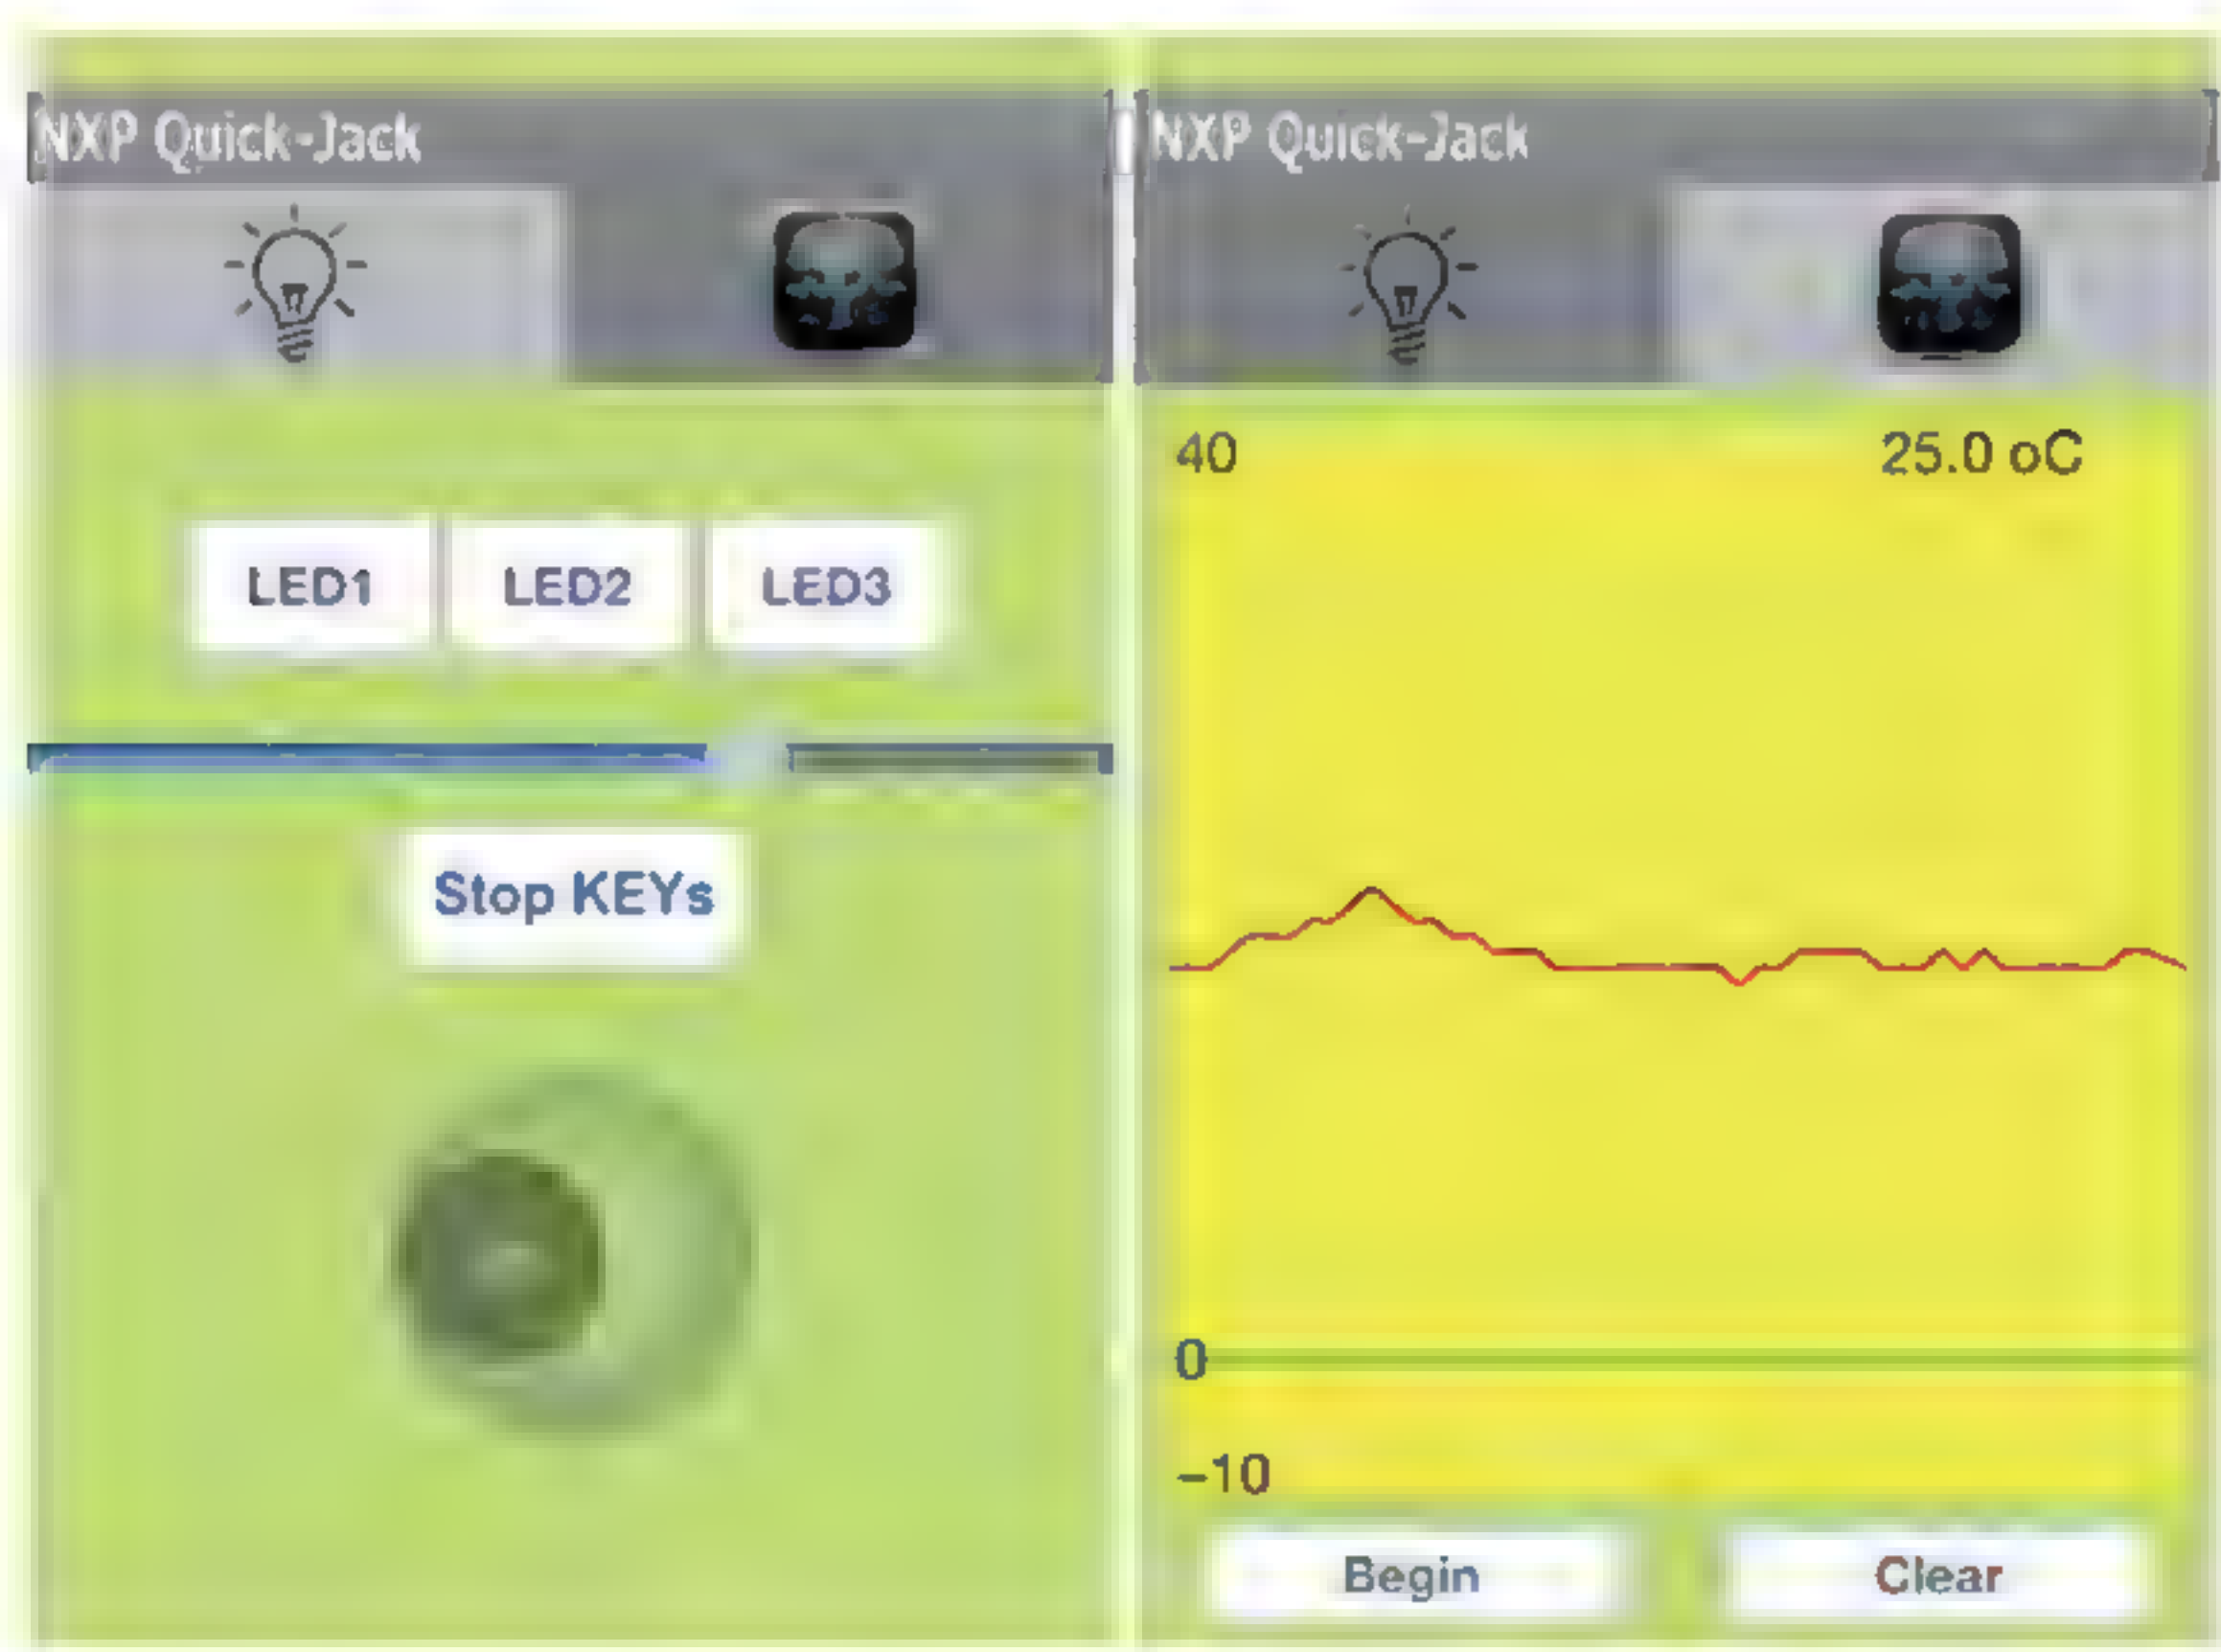 NXP Quick-Jack
LED1 LED2 LED3
Stop KEYs
NXP Quick-Jack
40 25.0 oC
0
-10
Begin Clear